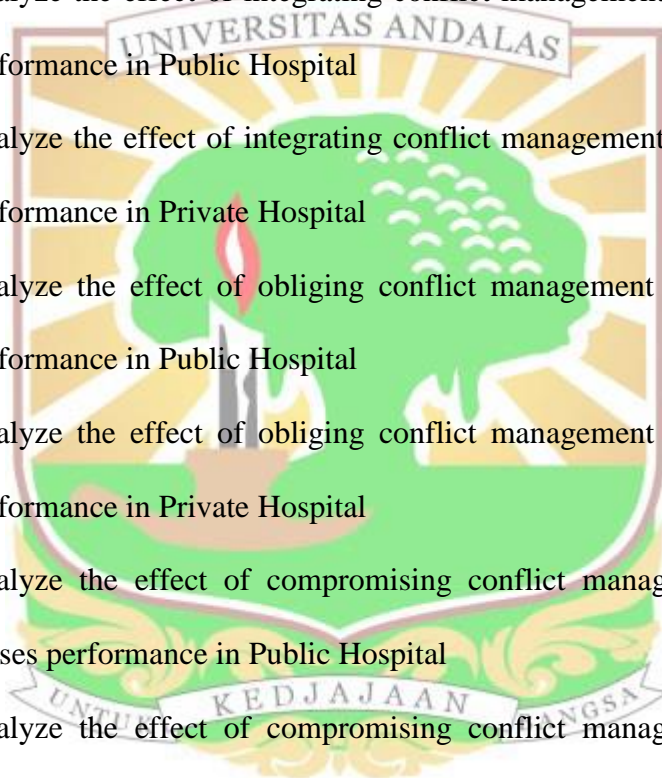 alyze the effect of integrating conflict management
UNIVERSITAS ANDALAS
formance in Public Hospital
alyze the effect of integrating conflict management
formance in Private Hospital
alyze the effect of obliging conflict management
formance in Public Hospital
alyze the effect of obliging conflict management
formance in Private Hospital
alyze the effect of compromising conflict manag
ses performance in Public Hospital
UNTUK KEDJAJAAN BANGSA
alyze the effect of compromising conflict manag